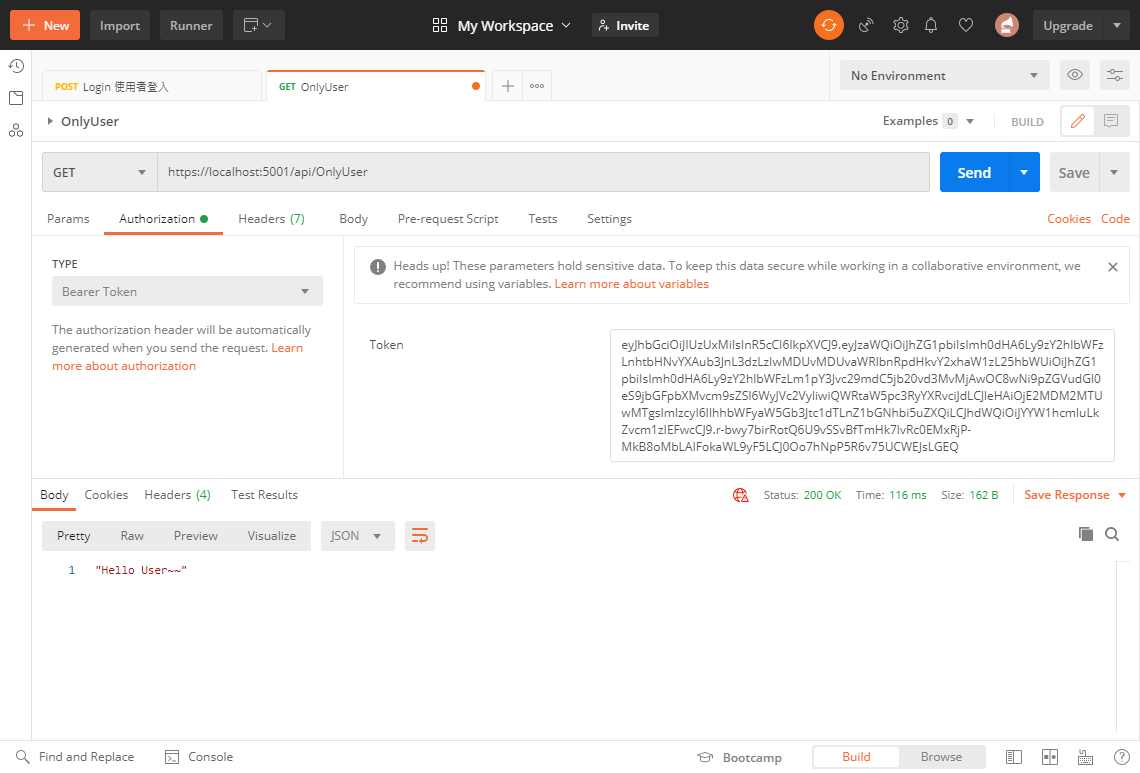 New
Import
Runner
My Workspace
Invite
Upgrade
POST Login 使用者登入
GET OnlyUser
No Environment
OnlyUser
Examples 0
BUILD
GET
https://localhost:5001/api/OnlyUser
Send
Save
Params
Authorization
Headers (7)
Body
Pre-request Script
Tests
Settings
Cookies
Code
TYPE
Bearer Token
The authorization header will be automatically
generated when you send the request. Learn
more about authorization
Heads up! These parameters hold sensitive data. To keep this data secure while working in a collaborative environment, we
recommend using variables. Learn more about variables
Token
Body
Cookies
Headers (4)
Test Results
Status: 200 OK
Time: 116 ms
Size: 162 B
Save Response
Pretty
Raw
Preview
Visualize
JSON
1 "Hello User~~"
Find and Replace
Console
Bootcamp
Build
Browse